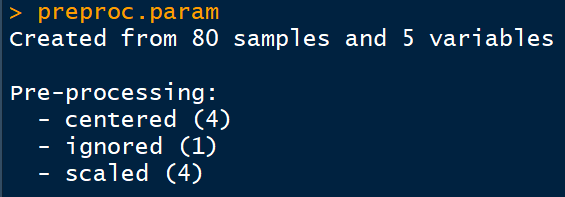 > preproc.param
Created from 80 samples and 5 variables
Pre-processing:
- centered (4)
- ignored (1)
- scaled (4)